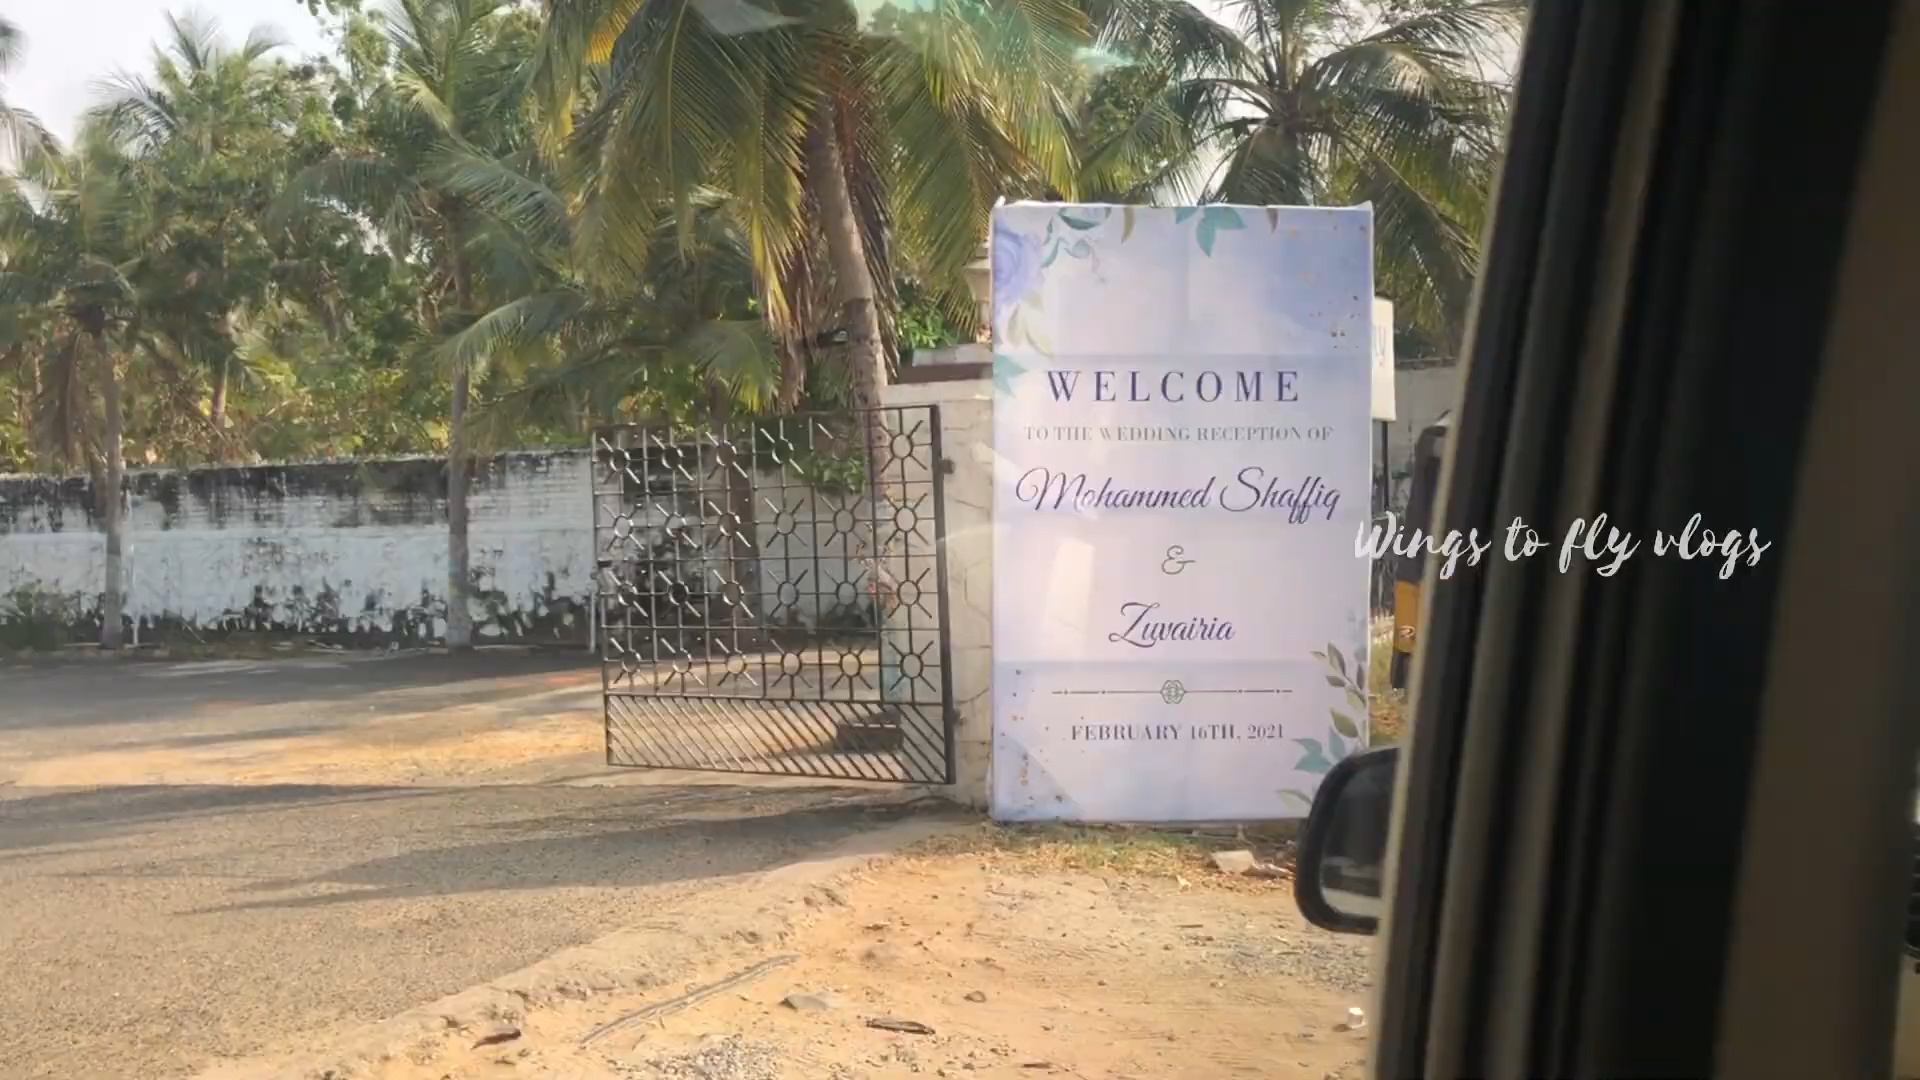 WELCOME
TO THE WEDDING RECEPTION OF
Mohammed Shaffiq
&
Zuvairia
FEBRUARY 16TH, 2021
Wings to fly vlogs